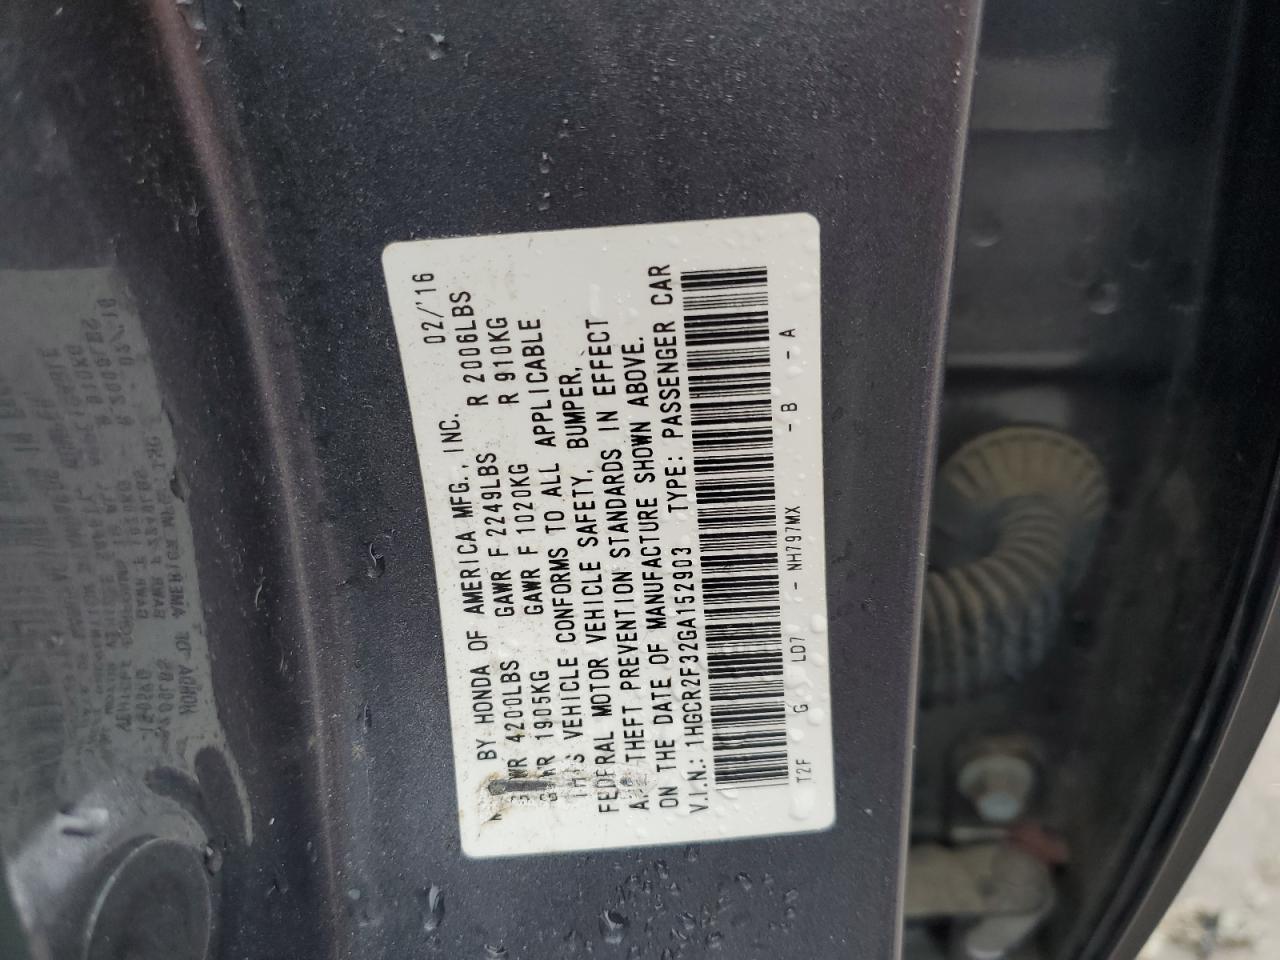 BY HONDA OF AMERICA MFG., INC. 02/'16
4200LBS GAWR F 2249LBS R 2006LBS
1905KG GAWR F 1020KG R 910KG
THIS VEHICLE CONFORMS TO ALL APPLICABLE
FEDERAL MOTOR VEHICLE SAFETY, BUMPER,
AND THEFT PREVENTION STANDARDS IN EFFECT
ON THE DATE OF MANUFACTURE SHOWN ABOVE.
V.I.N.: 1HGCR2F32GA152903 TYPE: PASSENGER CAR
T2F G LD7 - NH797MX - B - A